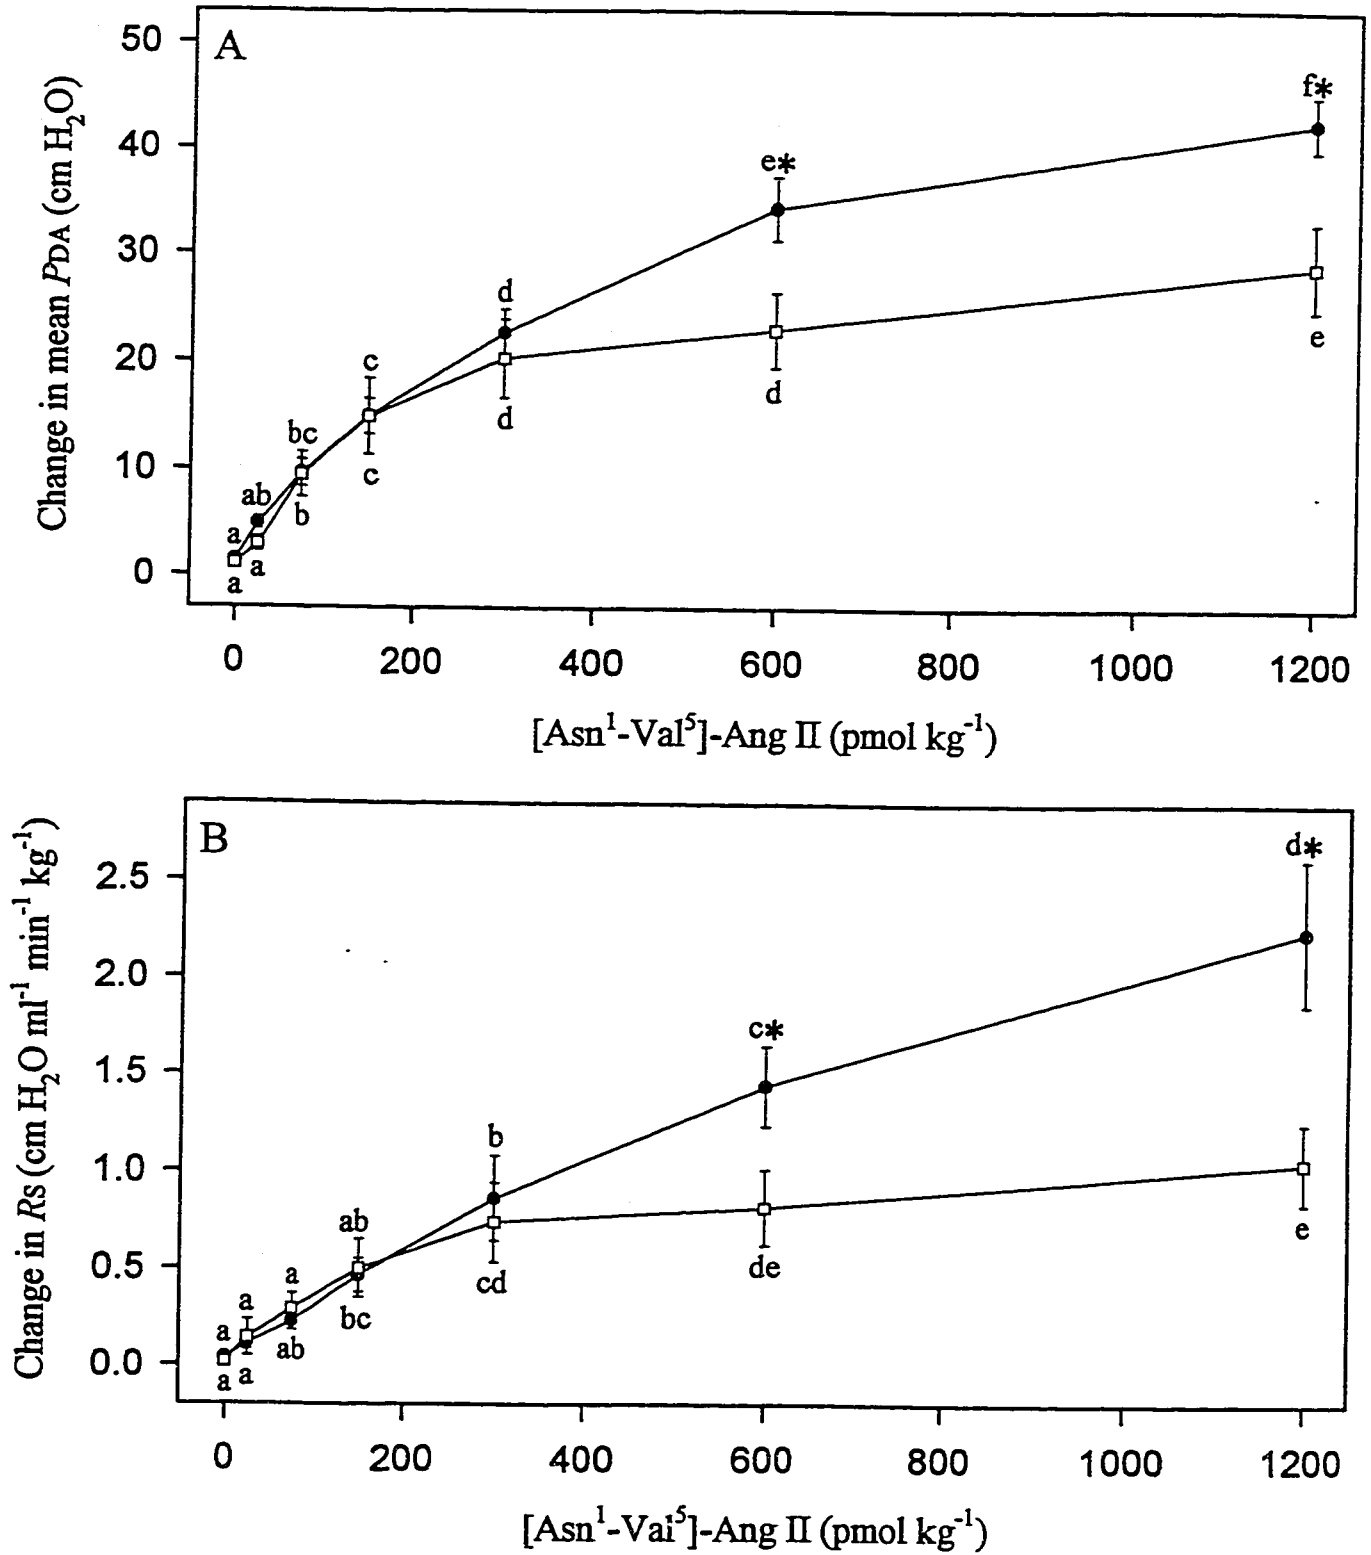 A
50
40
30
20
10
0
Change in mean PDA (cm H2O)
f*
e*
e
d
d
d
c
c
bc
b
ab
a
a
a
0 200 400 600 800 1000 1200
[Asn1-Val5]-Ang II (pmol kg-1)
B
2.5
2.0
1.5
1.0
0.5
0.0
Change in Rs (cm H2O ml-1 min-1 kg-1)
d*
c*
b
e
de
cd
ab
bc
a
ab
a
a
a
a
0 200 400 600 800 1000 1200
[Asn1-Val5]-Ang II (pmol kg-1)